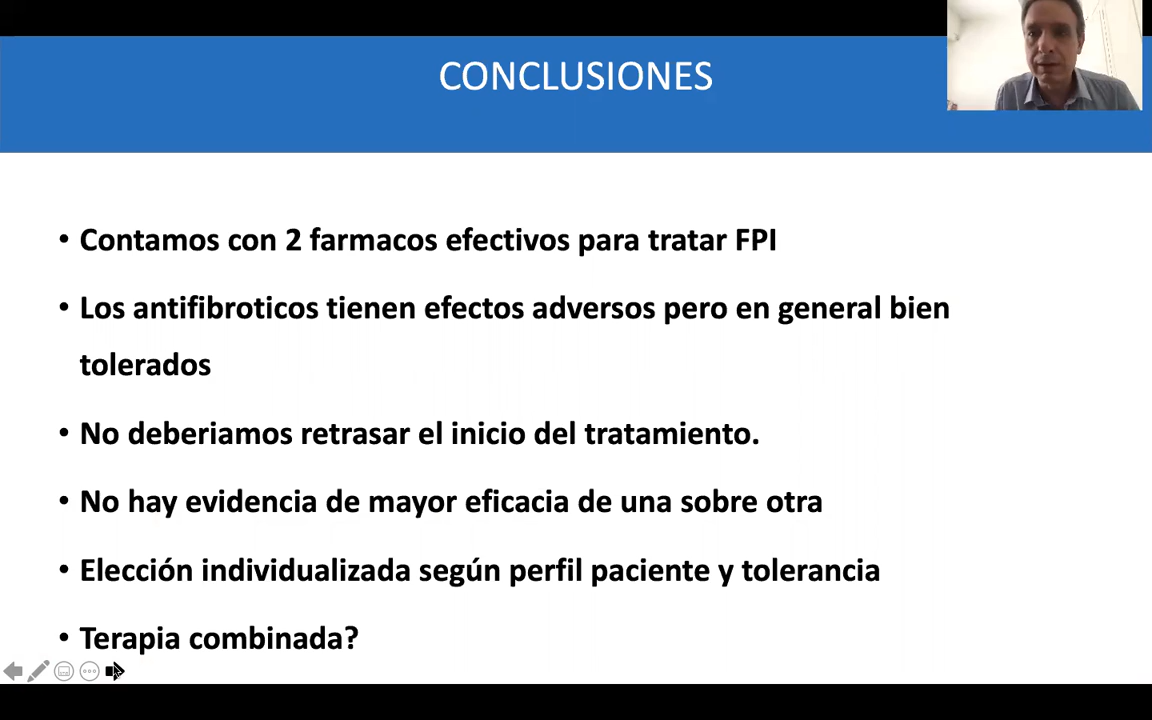 CONCLUSIONES
• Contamos con 2 farmacos efectivos para tratar FPI
• Los antifibroticos tienen efectos adversos pero en general bien
tolerados
• No deberiamos retrasar el inicio del tratamiento.
• No hay evidencia de mayor eficacia de una sobre otra
• Elección individualizada según perfil paciente y tolerancia
• Terapia combinada?